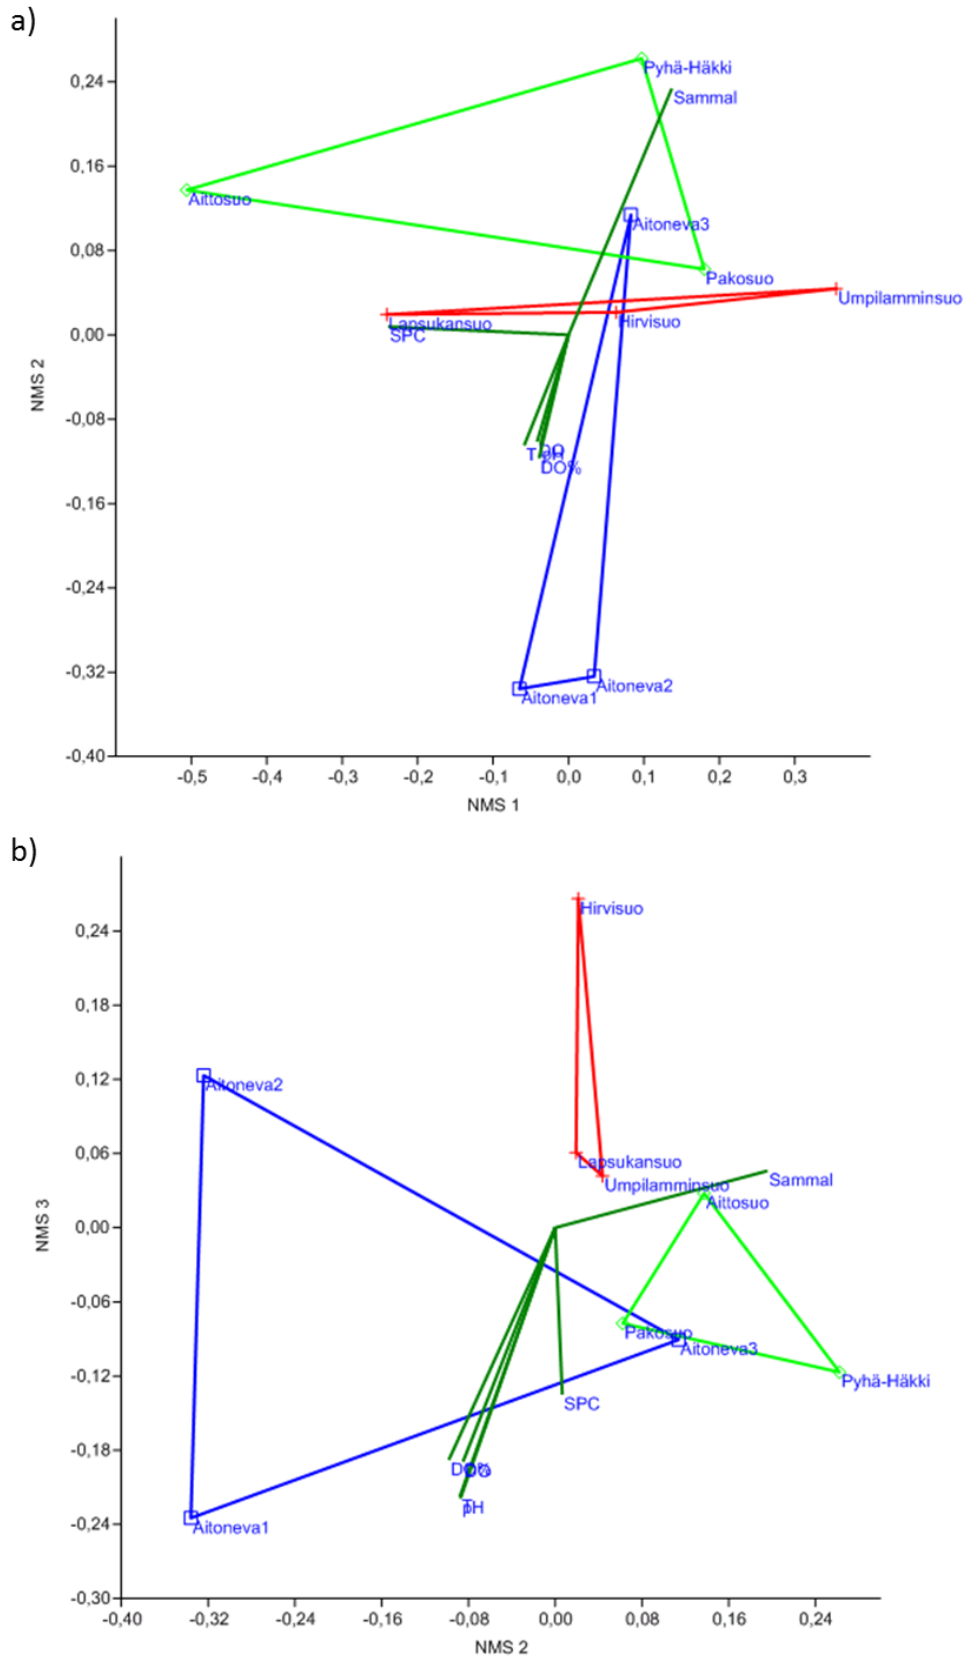 a)
0,24
0,16
0,08
0,00
-0,08
-0,16
-0,24
-0,32
-0,40
NMS 2
Pyhä-Häkki
Sammal
Aittosuo
Aitoneva3
Pakosuo
Umpilamminsuo
Lapsukansuo
Hirvisuo
SPC
T
DO
pH
DO%
Aitoneva2
Aitoneva1
-0,5 -0,4 -0,3 -0,2 -0,1 0,0 0,1 0,2 0,3
NMS 1
b)
0,24
0,18
0,12
0,06
0,00
-0,06
-0,12
-0,18
-0,24
-0,30
NMS 3
Hirvisuo
Aitoneva2
Lapsukansuo
Umpilamminsuo
Sammal
Aittosuo
Pakosuo
Aitoneva3
Pyhä-Häkki
SPC
DO%
DO
T
pH
Aitoneva1
-0,40 -0,32 -0,24 -0,16 -0,08 0,00 0,08 0,16 0,24
NMS 2